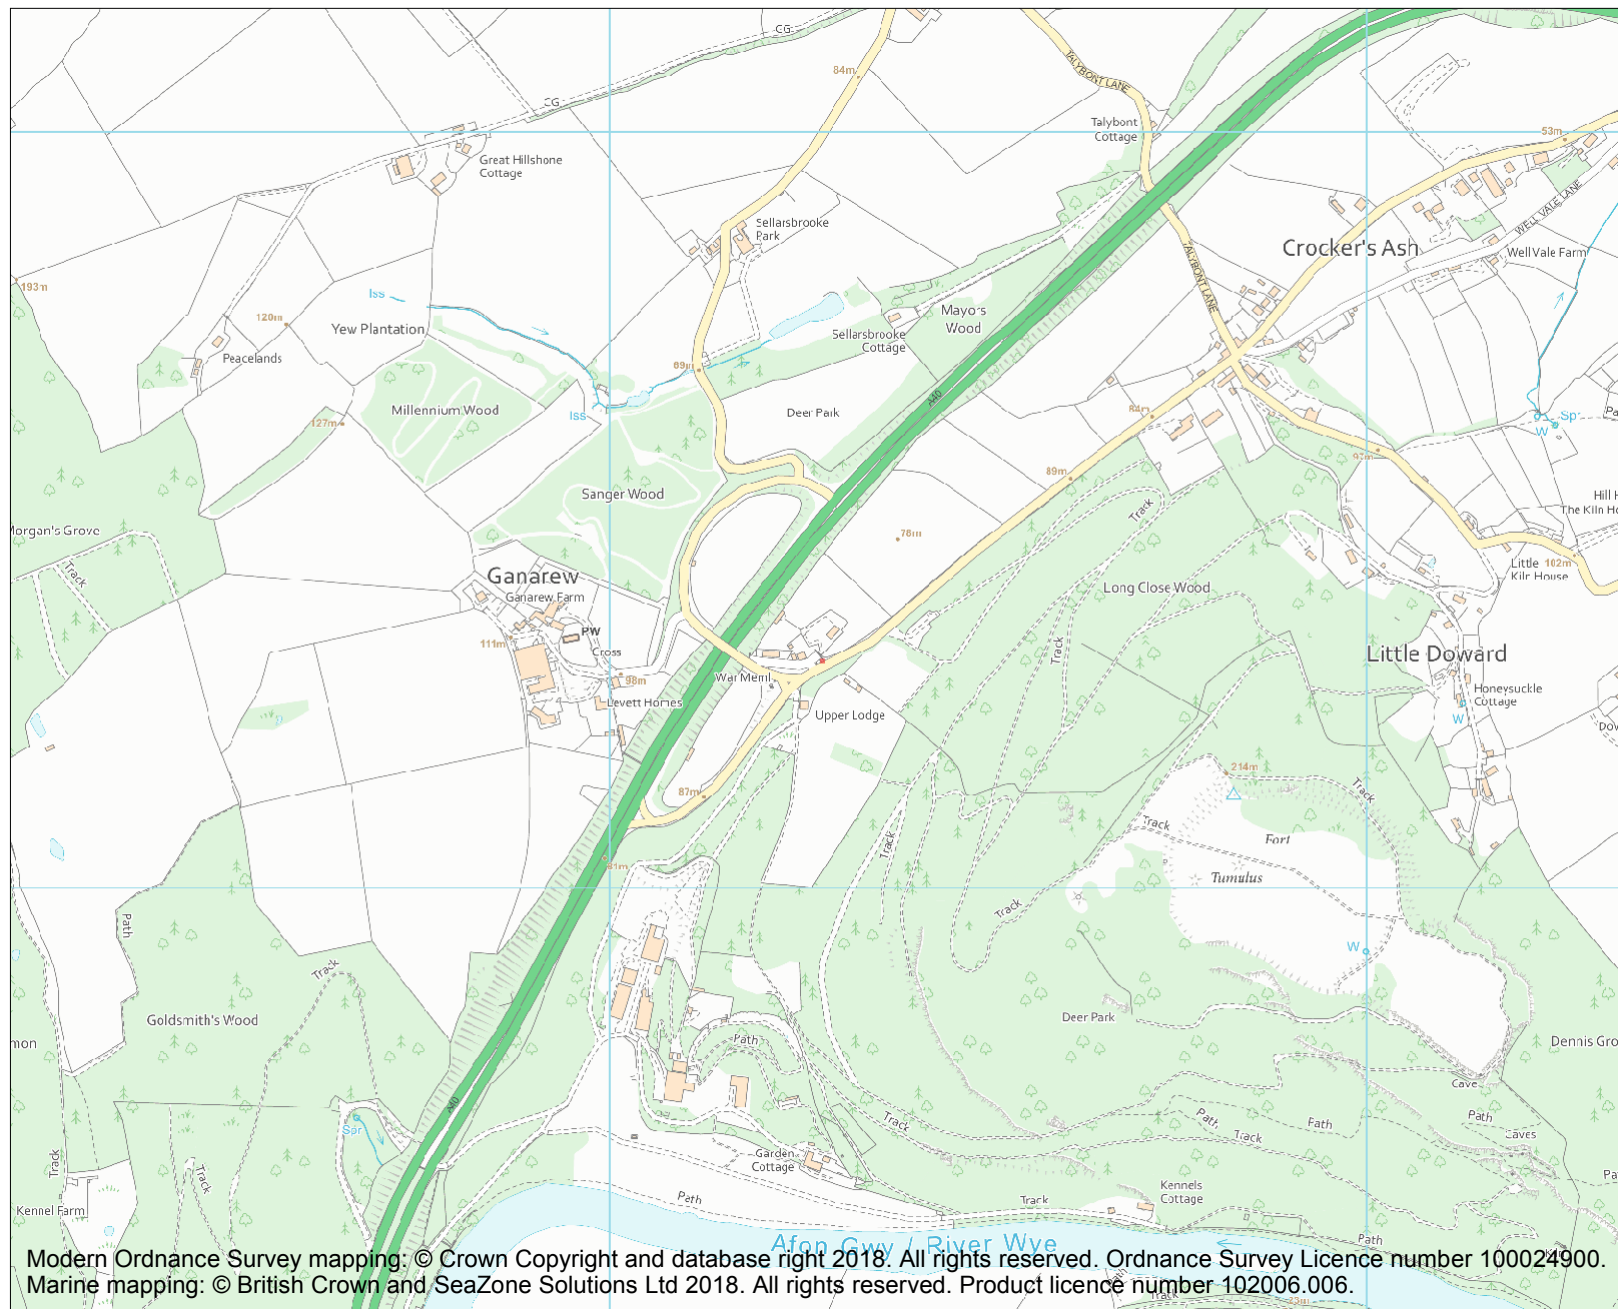 CG
84m
TALYBONT LANE
CG
Talybont
Cottage
53m
Great Hillshone
Cottage
WELL VALE LANE
Sellarsbrooke
Park
Crocker's Ash
Well Vale Farm
TALYBONT LANE
193m
Iss
120m
Yew Plantation
Mayors
Wood
Sellarsbrooke
Cottage
Peacelands
89m
Millennium Wood
Iss
Deer Park
A40
84m
Spr
W
127m
Sanger Wood
89m
Track
Hill
The Kiln
Morgan's Grove
78m
Track
Ganarew
Ganarew Farm
Long Close Wood
Little
Kiln House
102m
PW
111m
Cross
Track
Little Doward
98m
War Meml
Levett Homes
Upper Lodge
Honeysuckle
Cottage
W
214m
87m
Track
Track
Track
Fort
81m
Tumulus
Path
Track
W
Track
Goldsmith's Wood
Deer Park
Path
Dennis Gro
mon
Cave
A40
Spr
Track
Path
Track
Path
Path
Caves
Track
Track
Garden
Cottage
Kennels
Cottage
Path
Track
Kennel Farm
Path
Afon Gwy / River Wye
Modern Ordnance Survey mapping: © Crown Copyright and database right 2018. All rights reserved. Ordnance Survey Licence number 100024900.
Marine mapping: © British Crown and SeaZone Solutions Ltd 2018. All rights reserved. Product licence number 102006.006.
Path
23m